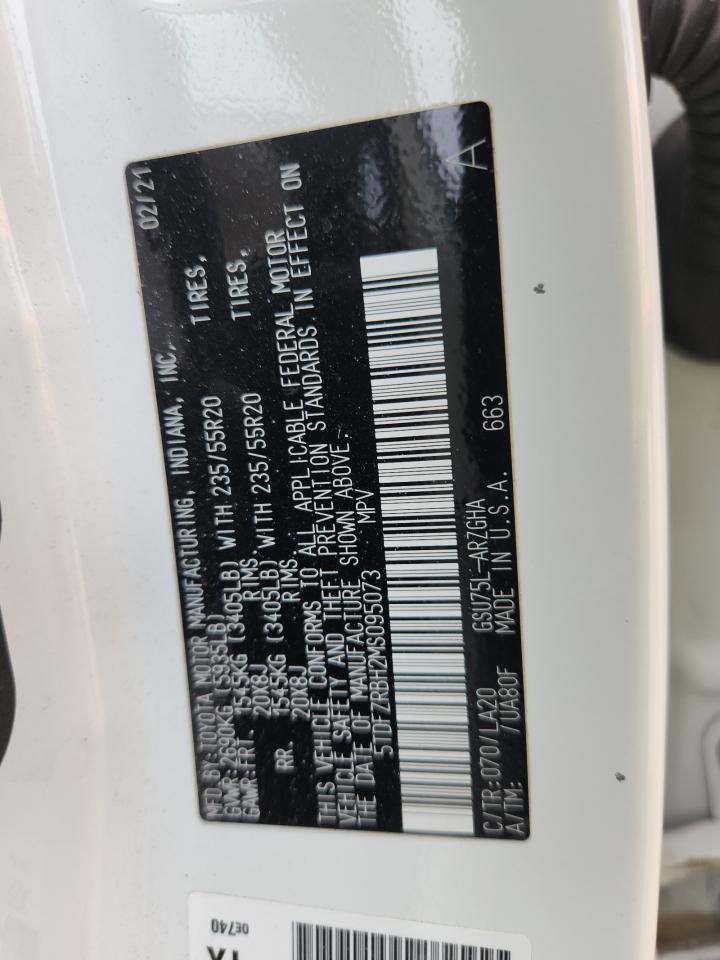 MFD. BY: TOYOTA MOTOR MANUFACTURING, INDIANA, INC. 02/21
GVWR: 2690KG (5935LB)
GAWR: FRT 1545KG (3405LB) WITH 235/55R20 TIRES,
20X8J RIMS.
RR. 1545KG (3405LB) WITH 235/55R20 TIRES,
20X8J RIMS.
THIS VEHICLE CONFORMS TO ALL APPLICABLE FEDERAL MOTOR
VEHICLE SAFETY AND THEFT PREVENTION STANDARDS IN EFFECT ON
THE DATE OF MANUFACTURE SHOWN ABOVE.
5TDFZRBH2MS095073 MPV
C/TR: 070/LA20 GSU75L-ARZGHA A
A/TM: /UA80F MADE IN U.S.A. 663
0E740